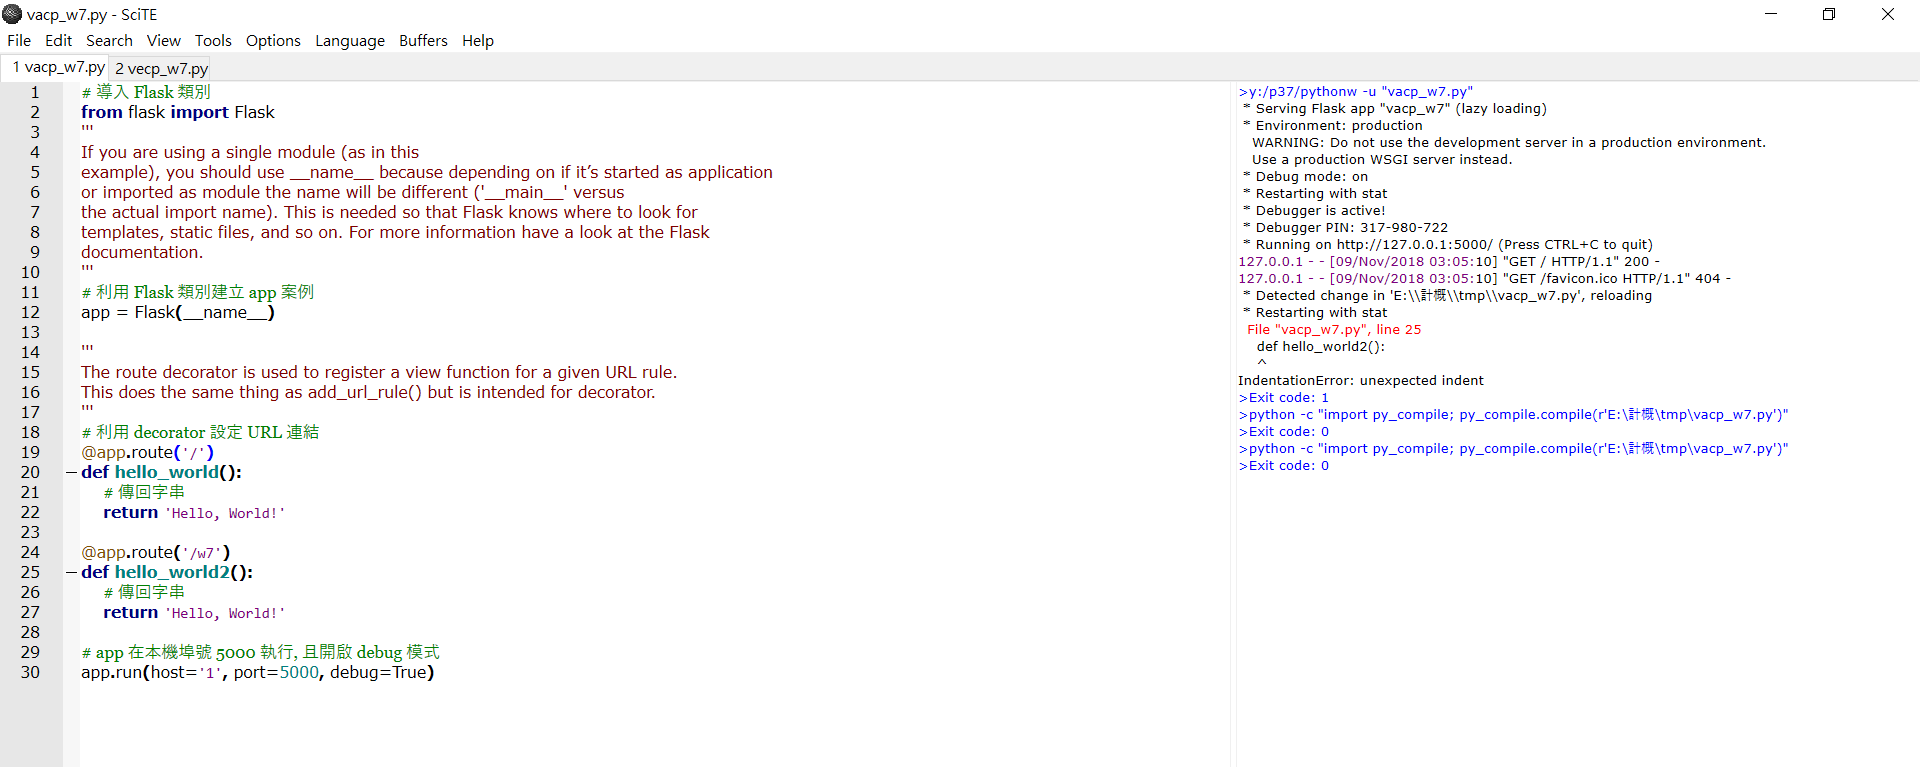 vacp_w7.py - SciTE
File Edit Search View Tools Options Language Buffers Help
1 vacp_w7.py 2 vecp_w7.py
1 # 導入 Flask 類別
2 from flask import Flask
3 '''
4 If you are using a single module (as in this
5 example), you should use __name__ because depending on if it’s started as application
6 or imported as module the name will be different ('__main__' versus
7 the actual import name). This is needed so that Flask knows where to look for
8 templates, static files, and so on. For more information have a look at the Flask
9 documentation.
10 '''
11 # 利用 Flask 類別建立 app 案例
12 app = Flask(__name__)
13
14 '''
15 The route decorator is used to register a view function for a given URL rule.
16 This does the same thing as add_url_rule() but is intended for decorator.
17 '''
18 # 利用 decorator 設定 URL 連結
19 @app.route('/')
20 def hello_world():
21 # 傳回字串
22 return 'Hello, World!'
23
24 @app.route('/w7')
25 def hello_world2():
26 # 傳回字串
27 return 'Hello, World!'
28
29 # app 在本機埠號 5000 執行, 且開啟 debug 模式
30 app.run(host='1', port=5000, debug=True)
>y:/p37/pythonw -u "vacp_w7.py"
* Serving Flask app "vacp_w7" (lazy loading)
* Environment: production
WARNING: Do not use the development server in a production environment.
Use a production WSGI server instead.
* Debug mode: on
* Restarting with stat
* Debugger is active!
* Debugger PIN: 317-980-722
* Running on http://127.0.0.1:5000/ (Press CTRL+C to quit)
127.0.0.1 - - [09/Nov/2018 03:05:10] "GET / HTTP/1.1" 200 -
127.0.0.1 - - [09/Nov/2018 03:05:10] "GET /favicon.ico HTTP/1.1" 404 -
* Detected change in 'E:\\計概\\tmp\\vacp_w7.py', reloading
* Restarting with stat
File "vacp_w7.py", line 25
def hello_world2():
^
IndentationError: unexpected indent
>Exit code: 1
>python -c "import py_compile; py_compile.compile(r'E:\計概\tmp\vacp_w7.py')"
>Exit code: 0
>python -c "import py_compile; py_compile.compile(r'E:\計概\tmp\vacp_w7.py')"
>Exit code: 0